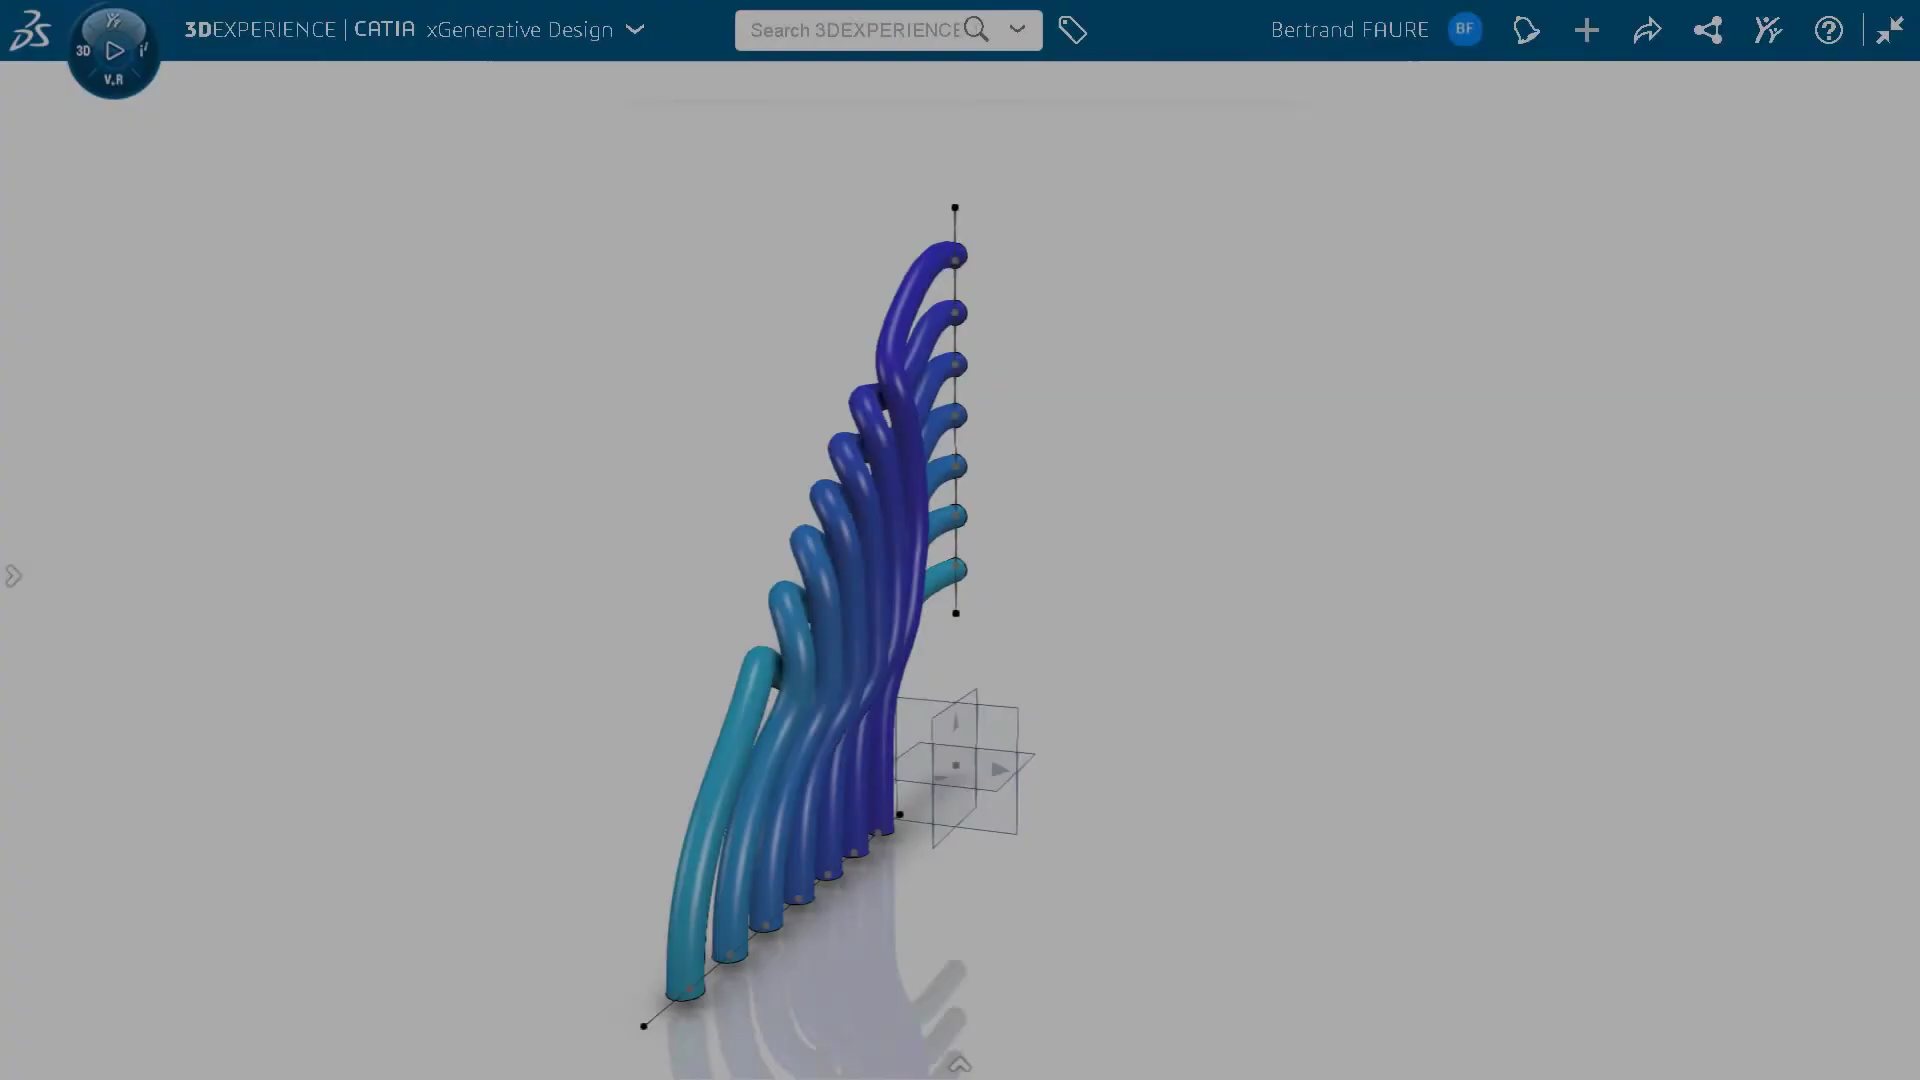 3DEXPERIENCE | CATIA xGenerative Design
Search 3DEXPERIENCE
Bertrand FAURE BF
3D
V.R